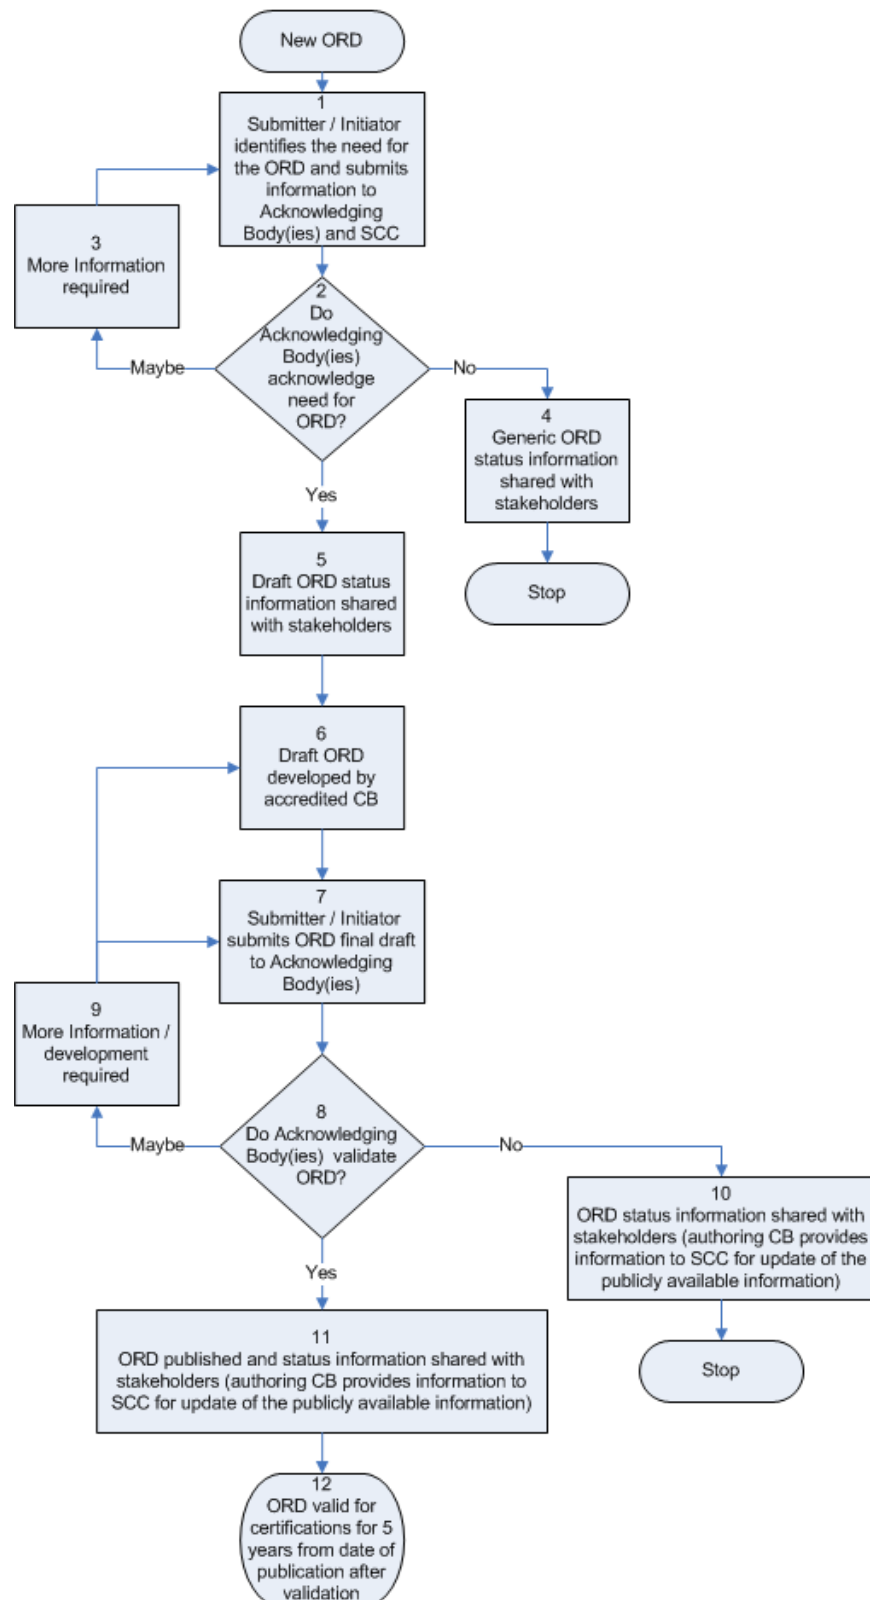 New ORD
1
Submitter / Initiator
identifies the need for
the ORD and submits
information to
Acknowledging
Body(ies) and SCC
3
More Information
required
2
Do
Acknowledging
Body(ies)
acknowledge
need for
ORD?
Maybe
No
4
Generic ORD
status information
shared with
stakeholders
Yes
Stop
5
Draft ORD status
information shared
with stakeholders
6
Draft ORD
developed by
accredited CB
7
Submitter / Initiator
submits ORD final draft
to Acknowledging
Body(ies)
9
More Information /
development
required
8
Do Acknowledging
Body(ies)  validate
ORD?
Maybe
No
10
ORD status information shared with
stakeholders (authoring CB provides
information to SCC for update of the
publicly available information)
Yes
11
ORD published and status information shared with
stakeholders (authoring CB provides information to
SCC for update of the publicly available information)
Stop
12
ORD valid for
certifications for 5
years from date of
publication after
validation